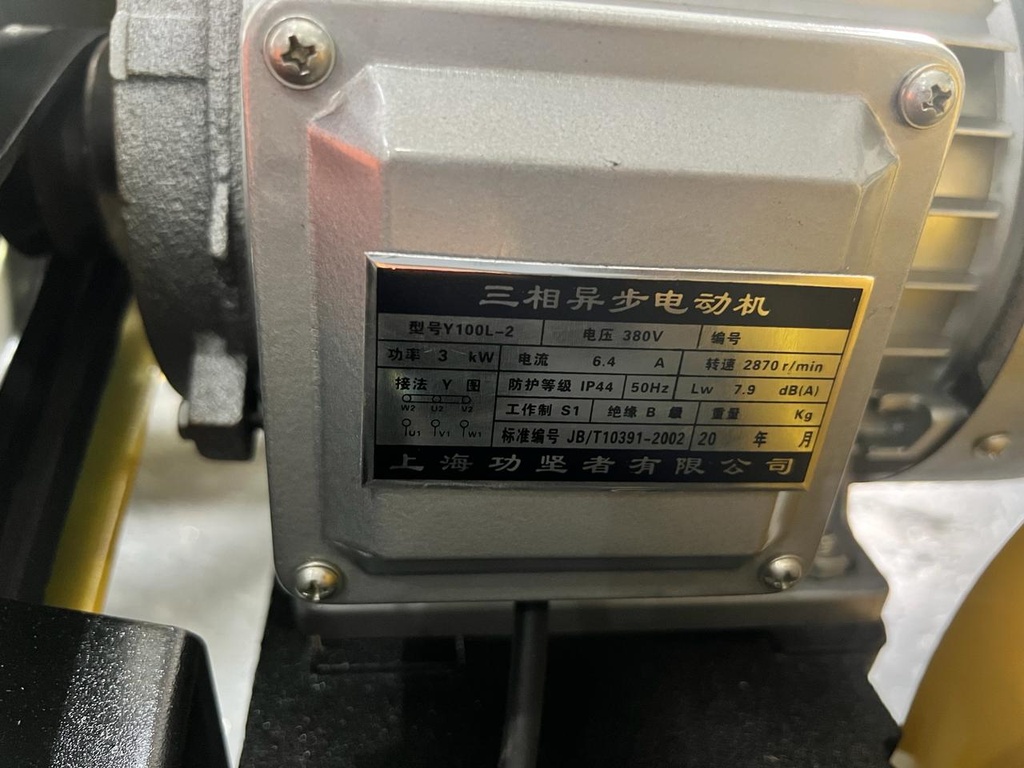 三相异步电动机
型号Y100L-2 电压 380V 编号
功率 3 kW 电流 6.4 A 转速 2870 r/min
接法 Y 图 防护等级 IP44 50Hz Lw 7.9 dB(A)
W2 U2 V2 工作制 S1 绝缘 B 级 重量 Kg
U1 V1 W1 标准编号 JB/T10391-2002 20 年 月
上海功坚者有限公司